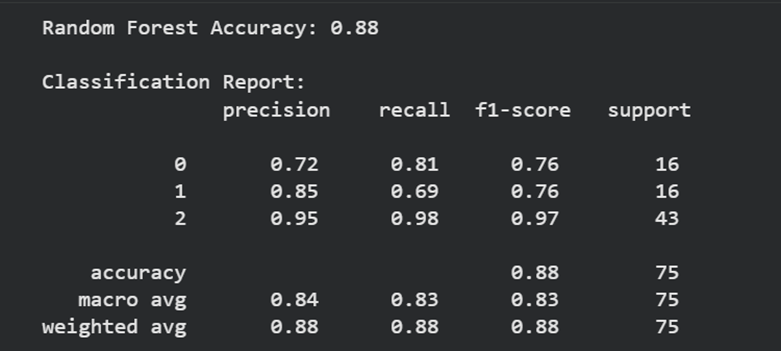 Random Forest Accuracy: 0.88
Classification Report:
precision recall f1-score support
0 0.72 0.81 0.76 16
1 0.85 0.69 0.76 16
2 0.95 0.98 0.97 43
accuracy 0.88 75
macro avg 0.84 0.83 0.83 75
weighted avg 0.88 0.88 0.88 75